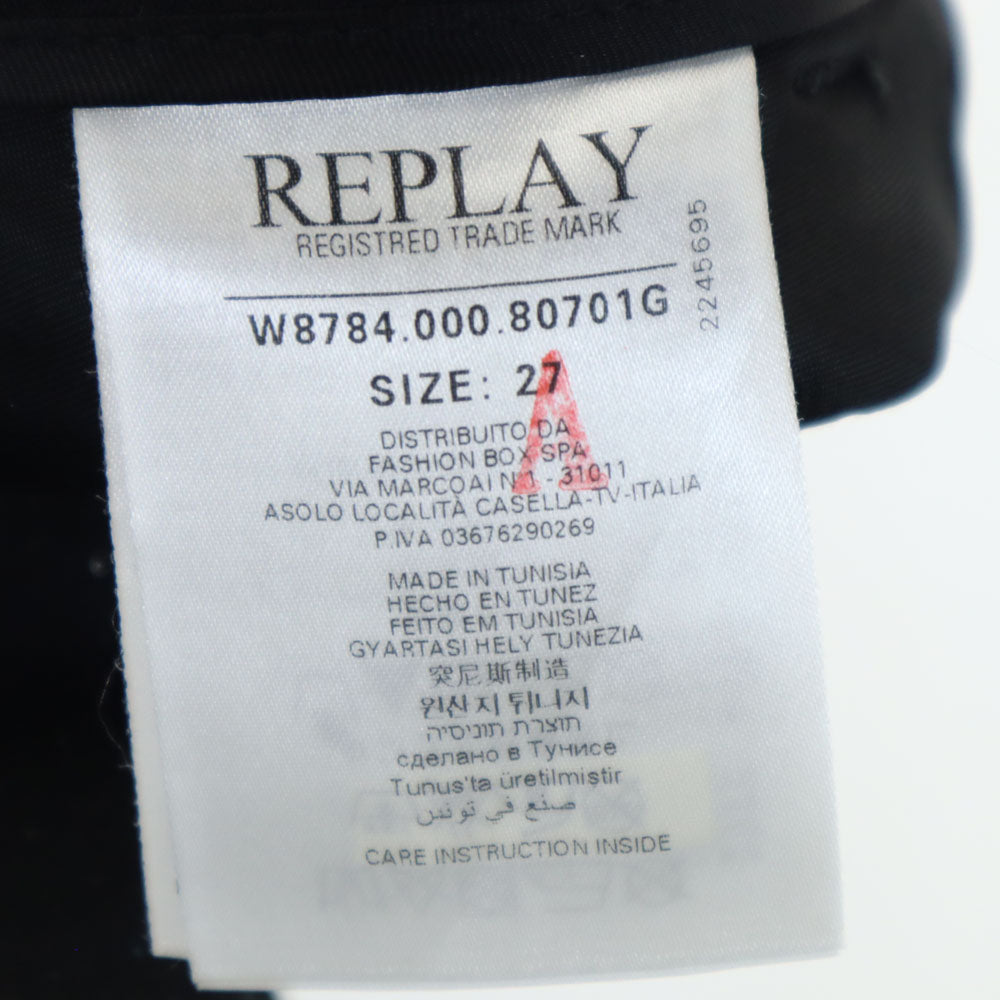 REPLAY
REGISTRED TRADE MARK
2245695
W8784.000.80701G
SIZE: 27
A
DISTRIBUITO DA
FASHION BOX SPA
VIA MARCOAI N.1 - 31011
ASOLO LOCALITÀ CASELLA-TV-ITALIA
P.IVA 03676290269
MADE IN TUNISIA
HECHO EN TUNEZ
FEITO EM TUNISIA
GYARTASI HELY TUNEZIA
突尼斯制造
원산지 튀니지
תוצרת תוניסיה
сделано в Тунисе
Tunus'ta üretilmiştir
صنع في تونس
CARE INSTRUCTION INSIDE